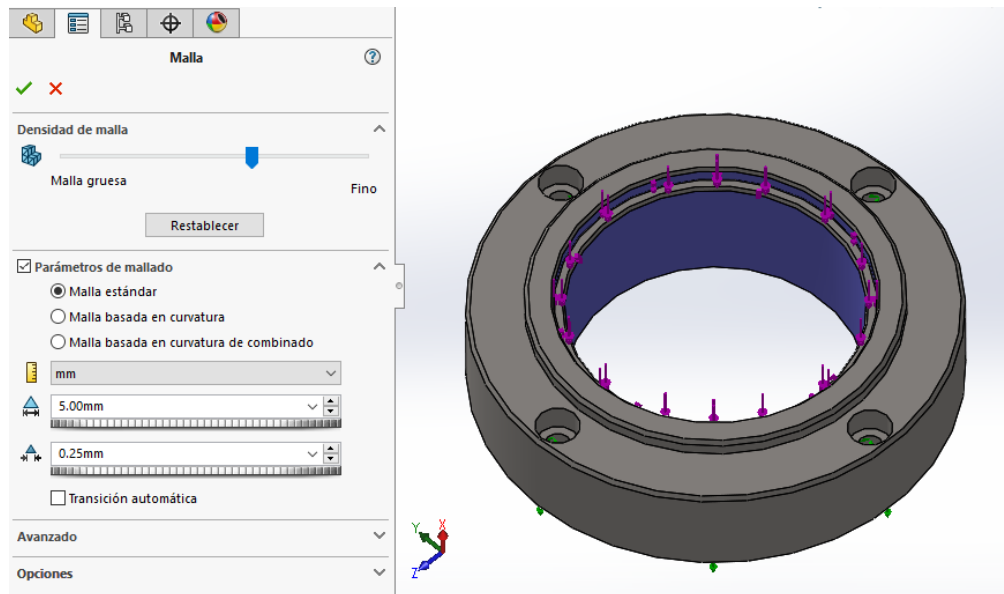 Malla
Densidad de malla
Malla gruesa
Fino
Restablecer
Parámetros de mallado
Malla estándar
Malla basada en curvatura
Malla basada en curvatura de combinado
mm
5.00mm
0.25mm
Transición automática
Avanzado
Opciones
Y
X
Z